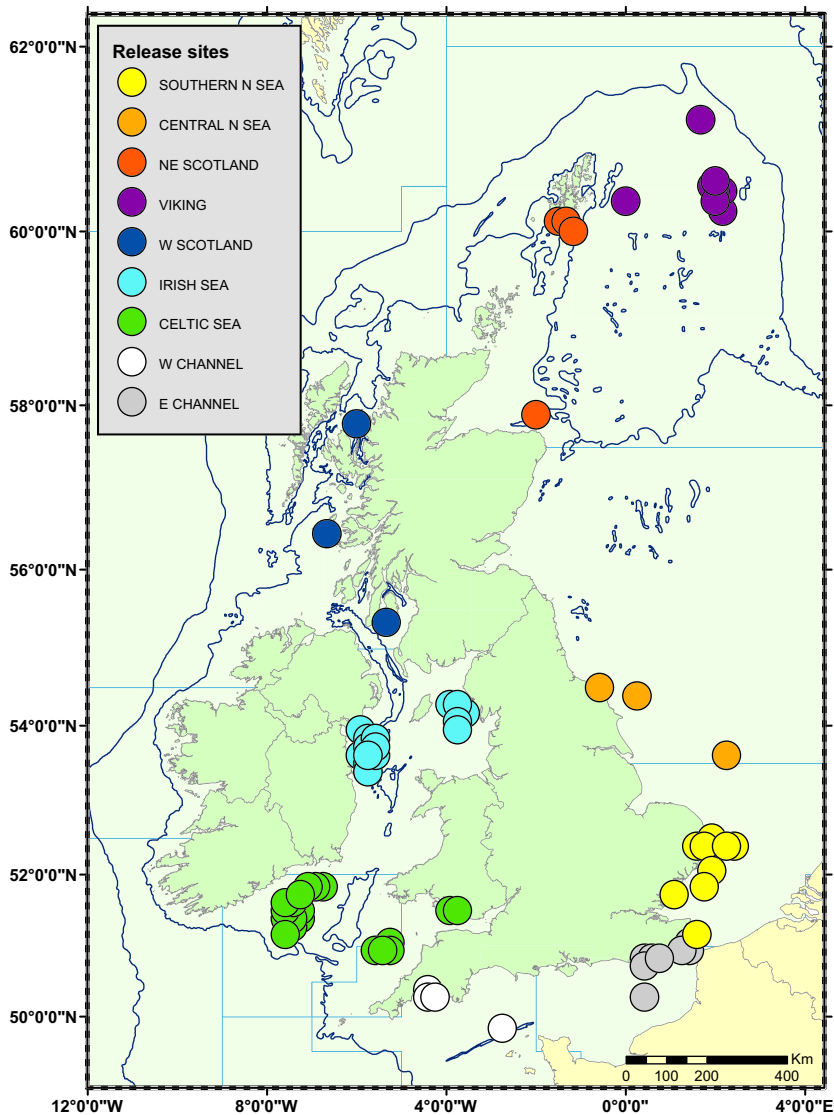 62°0'0"N
Release sites
SOUTHERN N SEA
CENTRAL N SEA
NE SCOTLAND
VIKING
W SCOTLAND
IRISH SEA
CELTIC SEA
W CHANNEL
E CHANNEL
60°0'0"N
58°0'0"N
56°0'0"N
54°0'0"N
52°0'0"N
50°0'0"N
Km
0 100 200 400
12°0'0"W 8°0'0"W 4°0'0"W 0°0'0" 4°0'0"E